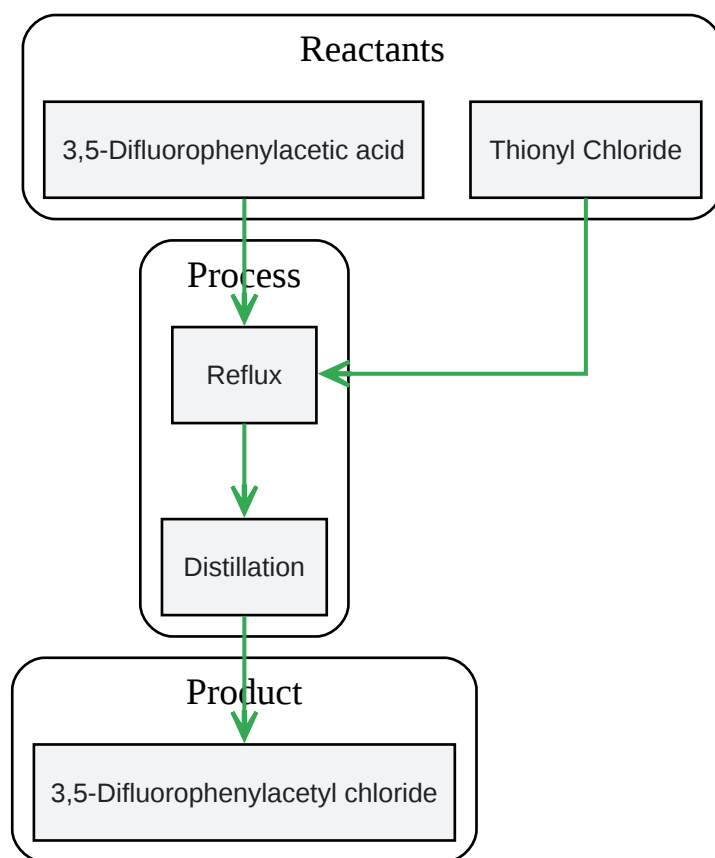 Reactants
3,5-Difluorophenylacetic acid
Thionyl Chloride
Process
Reflux
Distillation
Product
3,5-Difluorophenylacetyl chloride